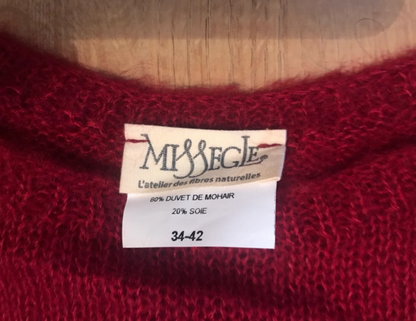 MISSEGLE®
L'atelier des fibres naturelles
80% DUVET DE MOHAIR
20% SOIE
34-42